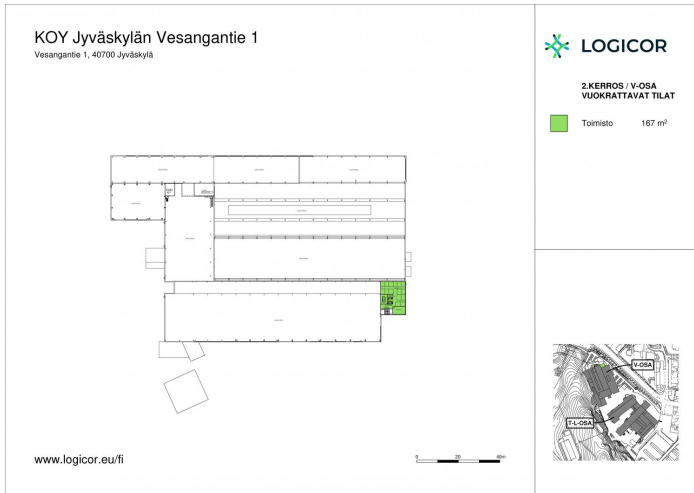 KOY Jyväskylän Vesangantie 1
Vesangantie 1, 40700 Jyväskylä
LOGICOR
2.KERROS / V-OSA
VUOKRATTAVAT TILAT
Toimisto 167 m²
V-OSA
T-L-OSA
www.logicor.eu/fi
0 20 40m